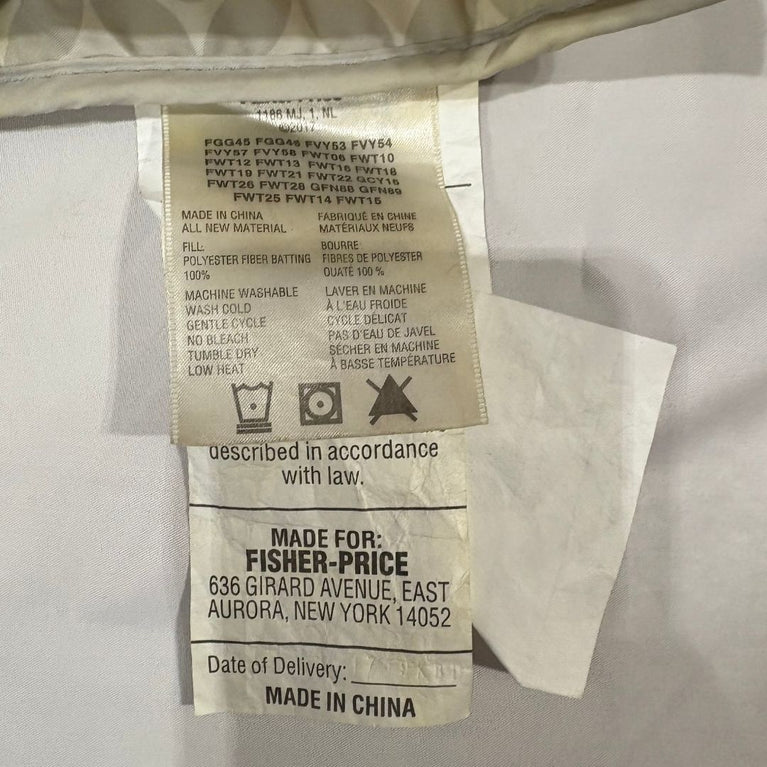 1186 MJ, 1. NL
©2017
FGG45 FGG46 FVY53 FVY54
FVY57 FVY58 FWT06 FWT10
FWT12 FWT13 FWT16 FWT18
FWT19 FWT21 FWT22 GCY15
FWT26 FWT28 GFN88 GFN89
FWT25 FWT14 FWT15
MADE IN CHINA
ALL NEW MATERIAL
FILL:
POLYESTER FIBER BATTING
100%
MACHINE WASHABLE
WASH COLD
GENTLE CYCLE
NO BLEACH
TUMBLE DRY
LOW HEAT
FABRIQUÉ EN CHINE
MATÉRIAUX NEUFS
BOURRE
FIBRES DE POLYESTER
OUATÉ 100 %
LAVER EN MACHINE
À L'EAU FROIDE
CYCLE DÉLICAT
PAS D'EAU DE JAVEL
SÉCHER EN MACHINE
À BASSE TEMPÉRATURE
described in accordance
with law.
MADE FOR:
FISHER-PRICE
636 GIRARD AVENUE, EAST
AURORA, NEW YORK 14052
Date of Delivery:
MADE IN CHINA